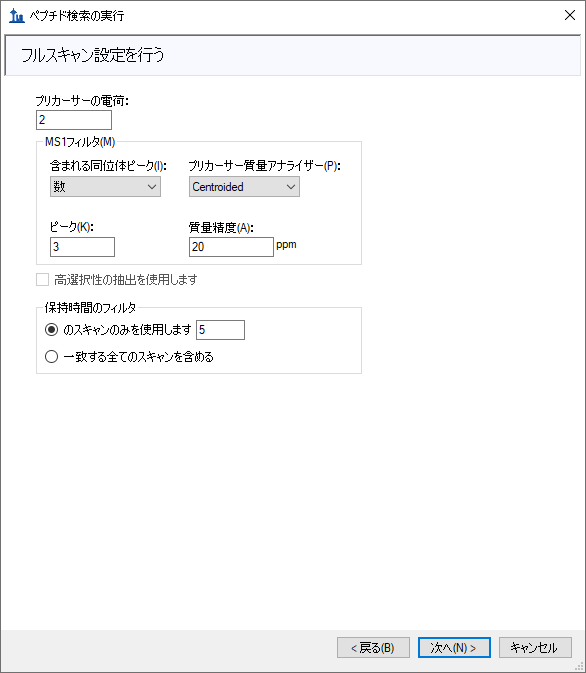 ペプチド検索の実行
フルスキャン設定を行う
プリカーサーの電荷:
2
MS1フィルタ(M)
含まれる同位体ピーク(I): プリカーサー質量アナライザー(P):
数 Centroided
ピーク(K): 質量精度(A):
3 20 ppm
高選択性の抽出を使用します
保持時間のフィルタ
のスキャンのみを使用します 5
一致する全てのスキャンを含める
< 戻る(B) 次へ(N) > キャンセル